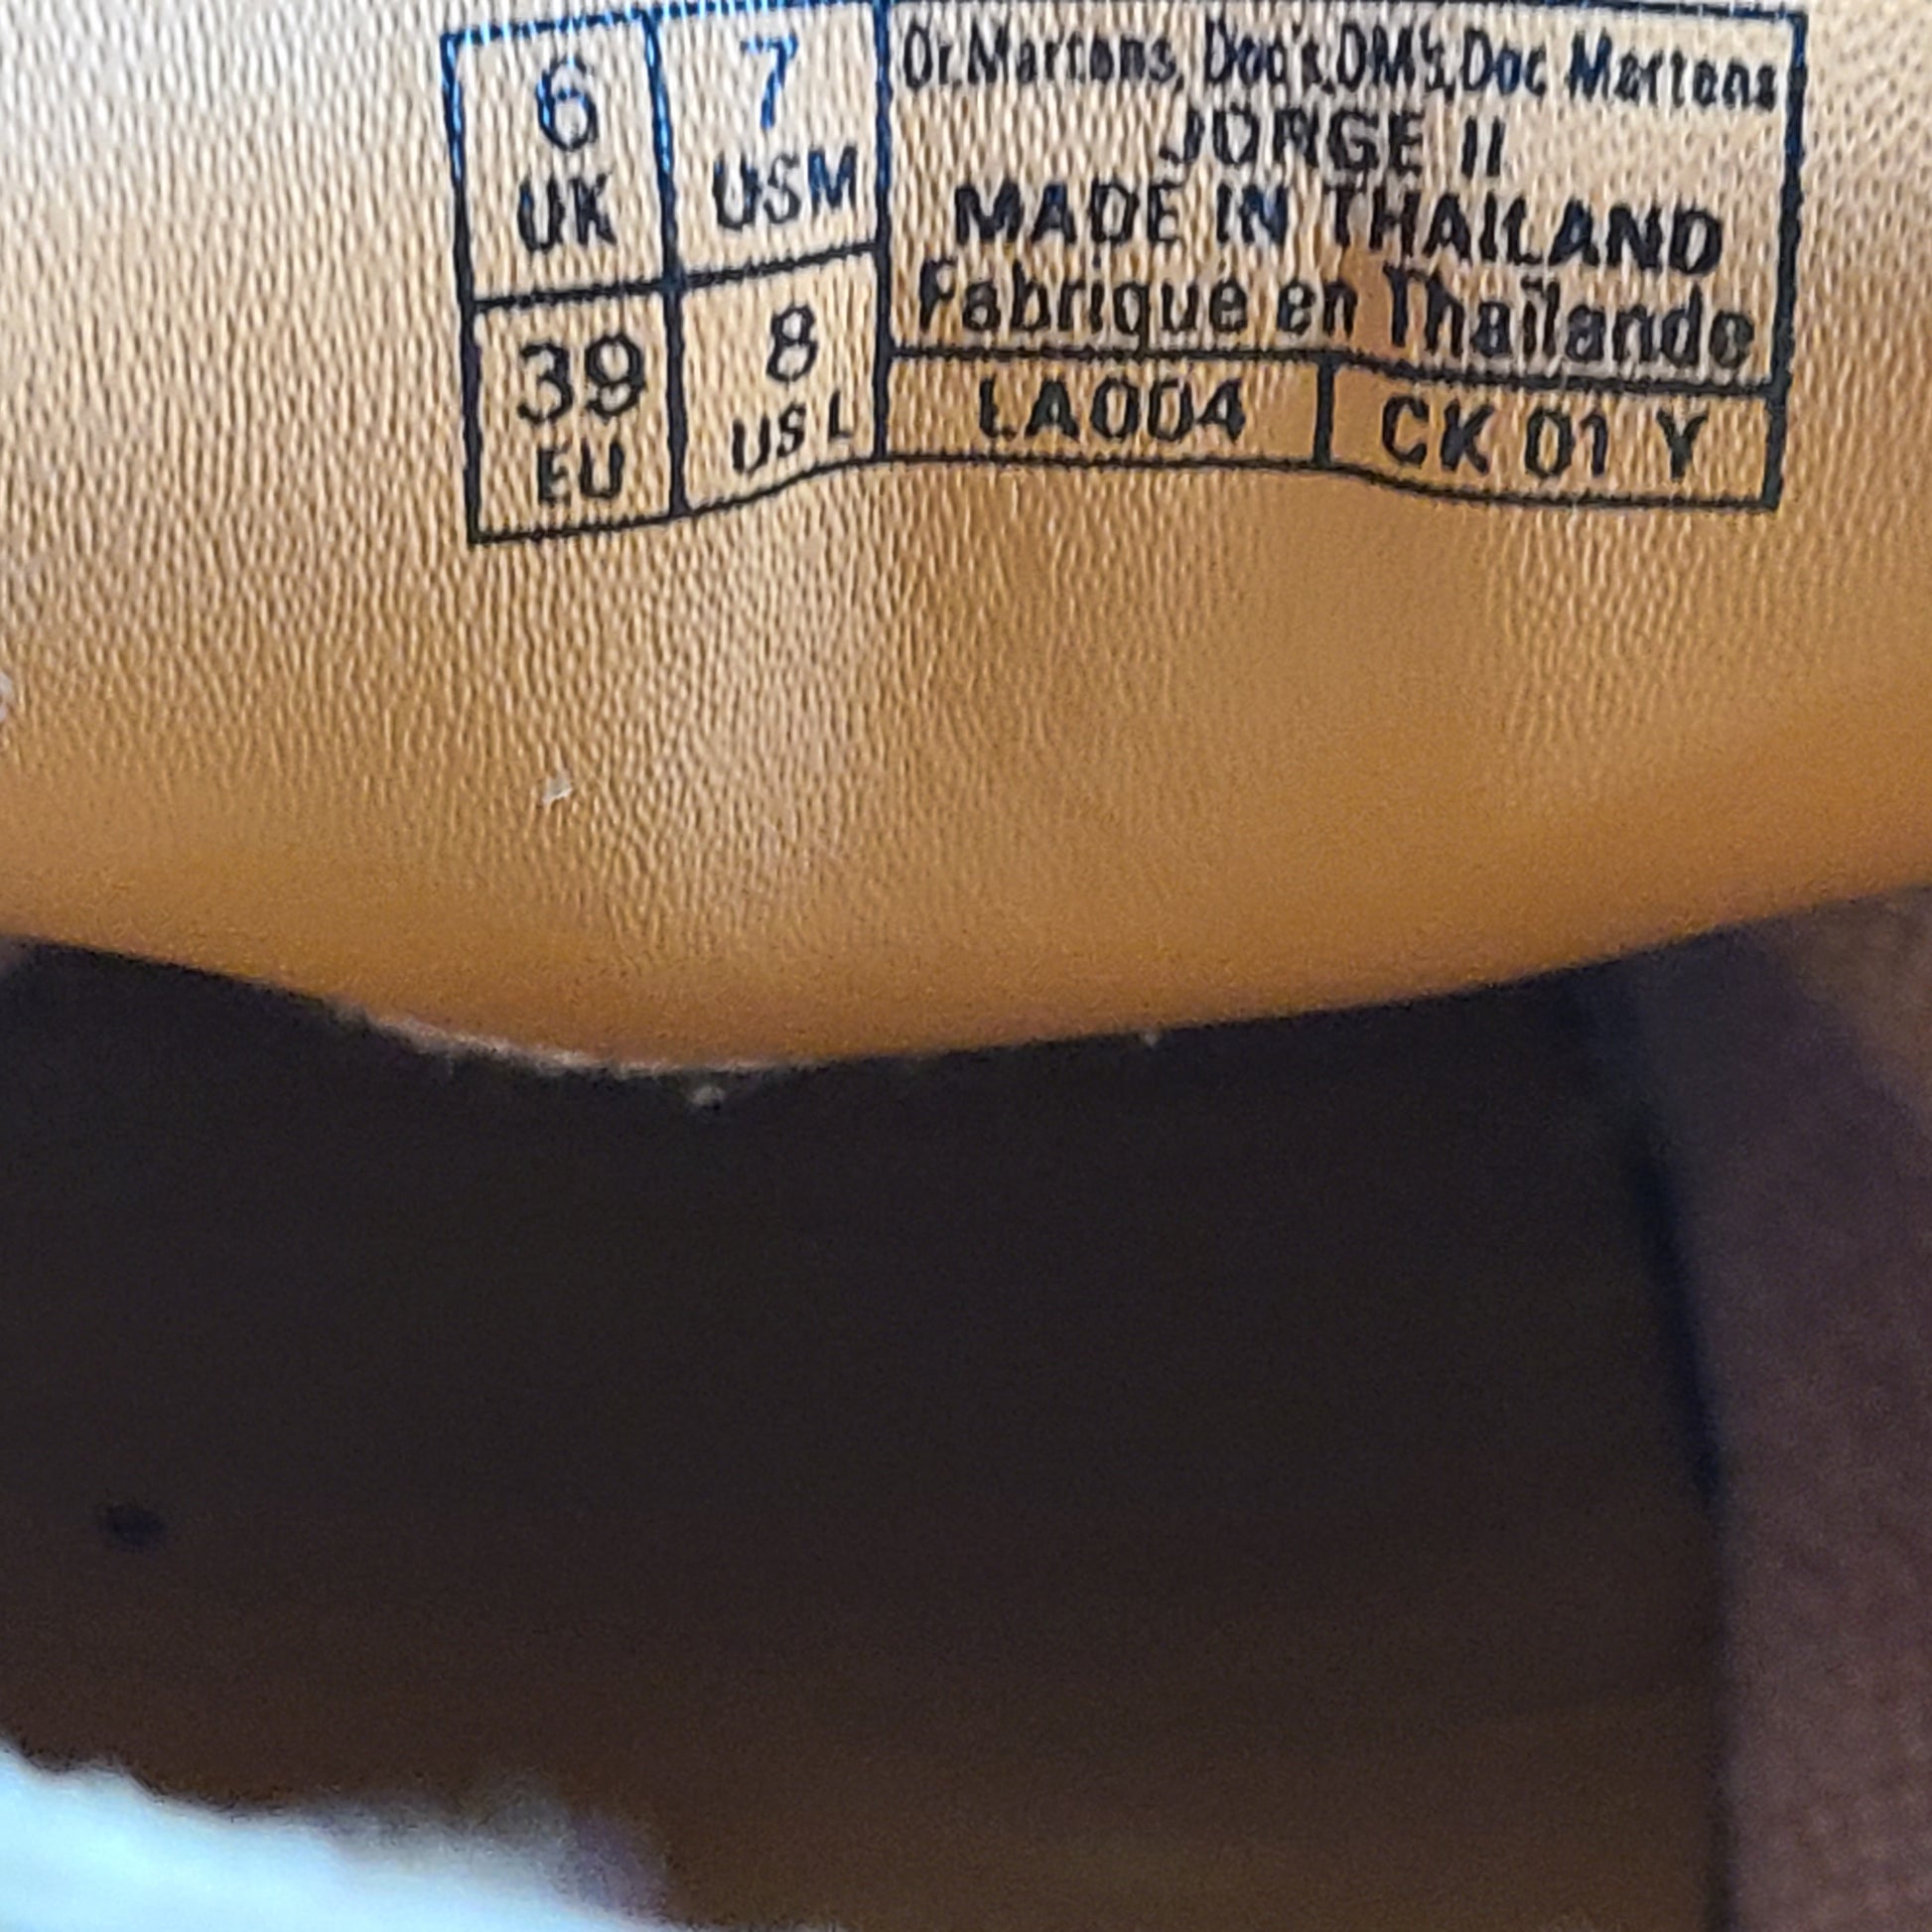 6 UK
7 USM
39 EU
8 US L
Dr.Martens, Doc's,DM's,Doc Martens
JORGE II
MADE IN THAILAND
Fabriqué en Thaïlande
LA004
CK 01 Y